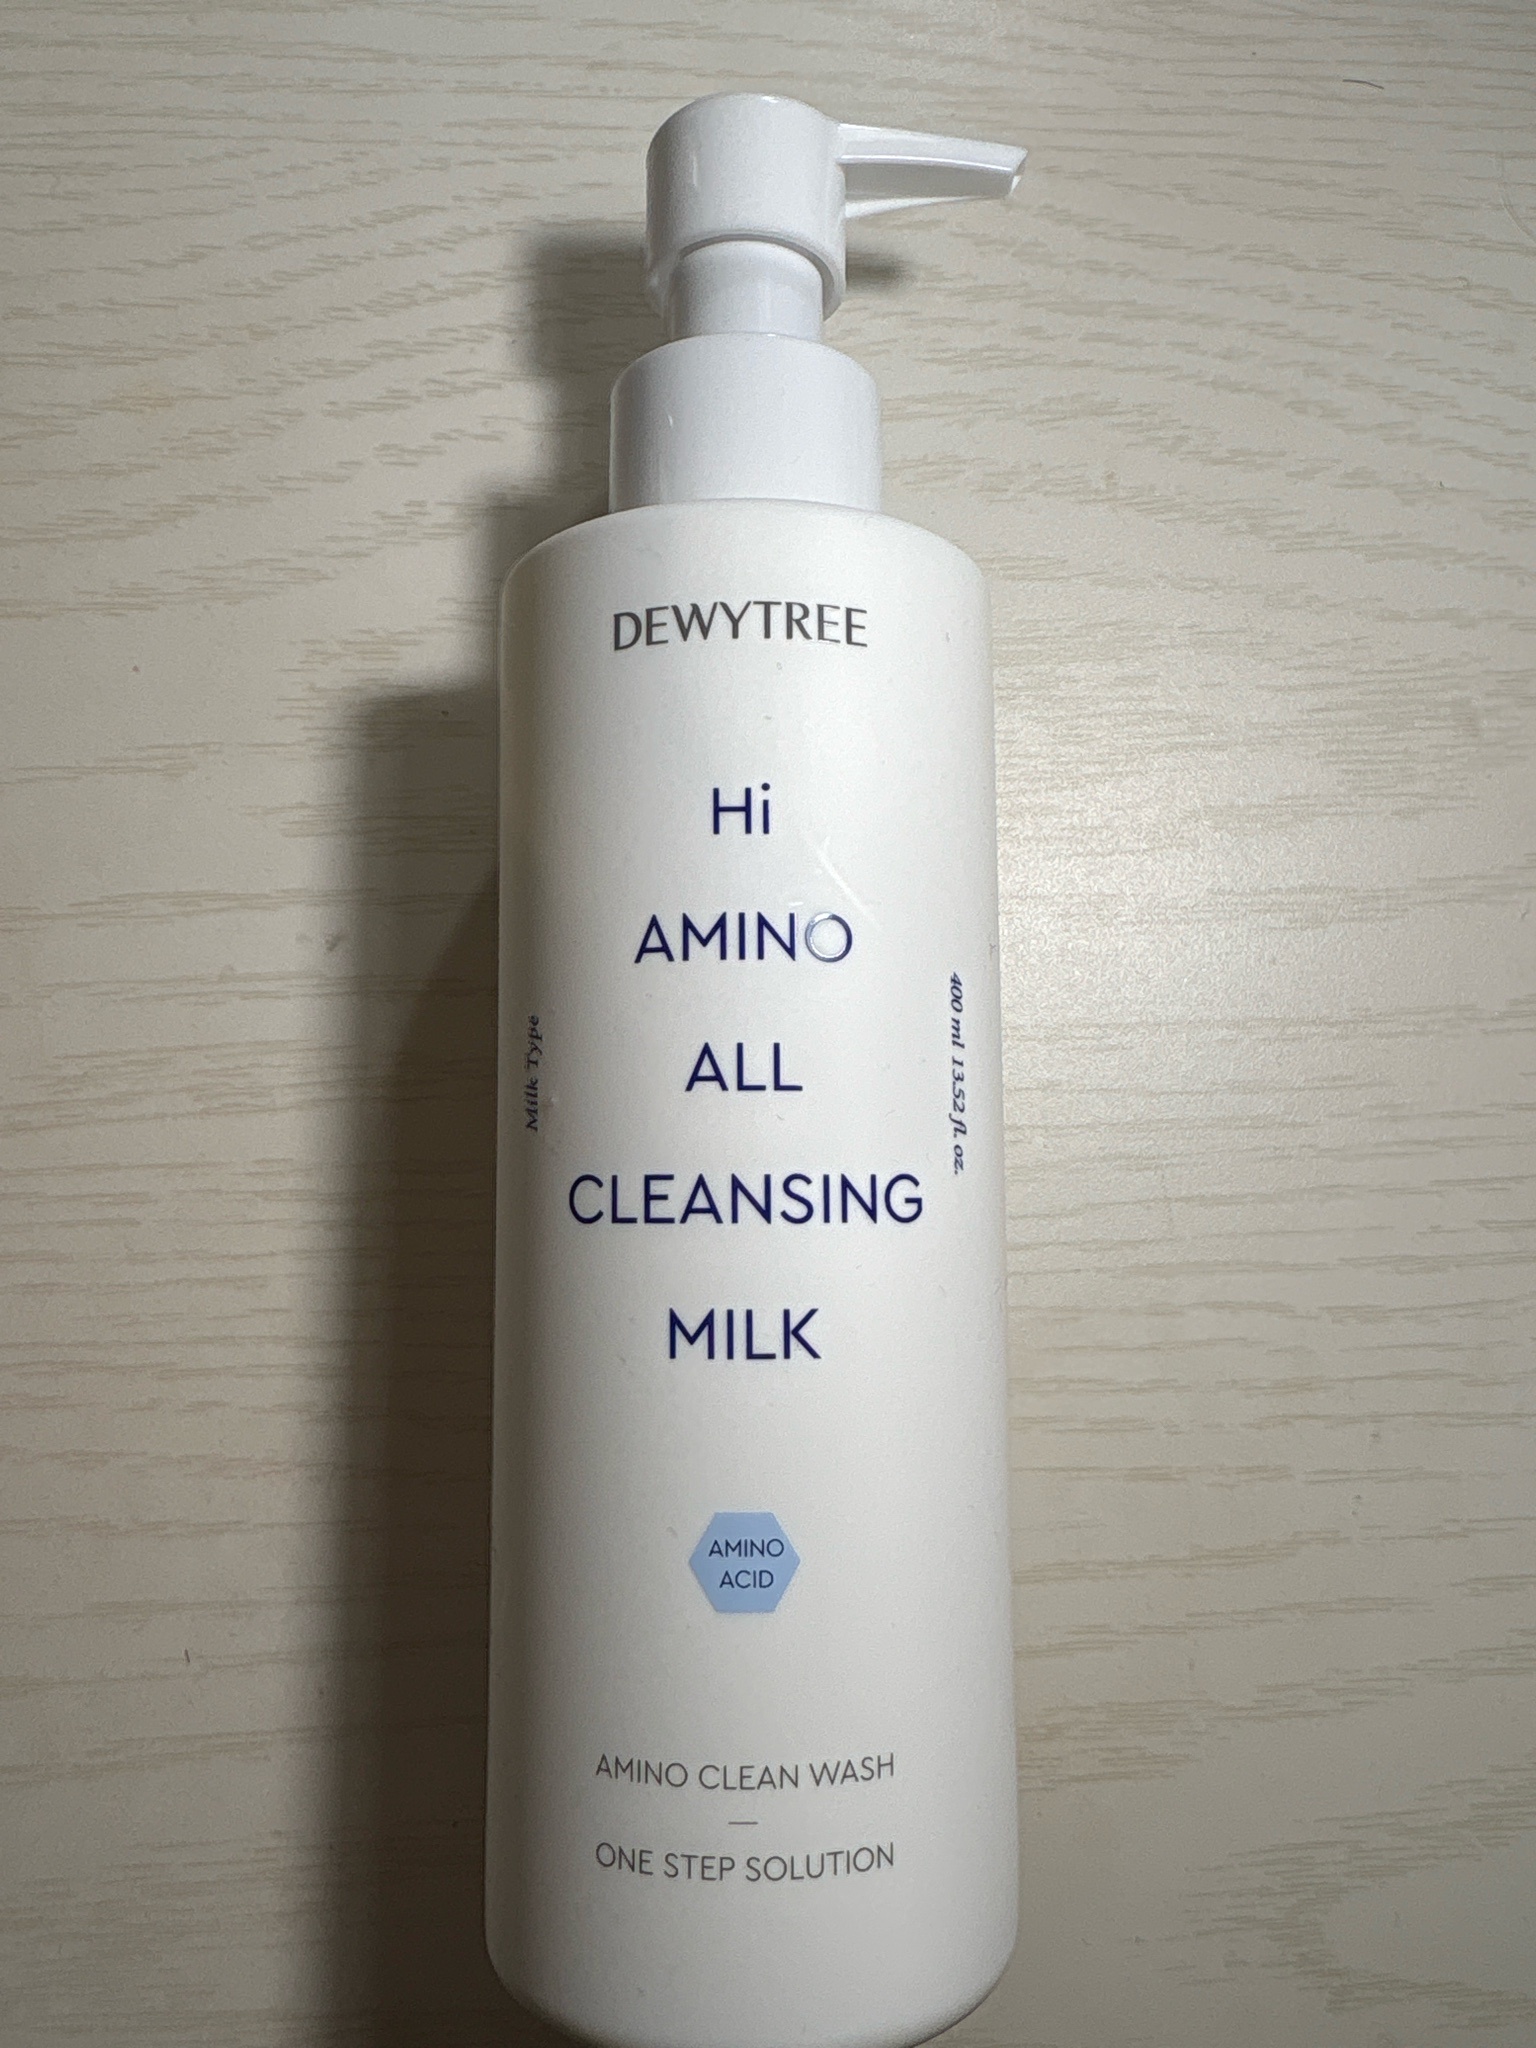 DEWYTREE
Hi
AMINO
ALL
CLEANSING
MILK
Milk Type
400 ml 13.52 fl. oz.
AMINO
ACID
AMINO CLEAN WASH
ONE STEP SOLUTION